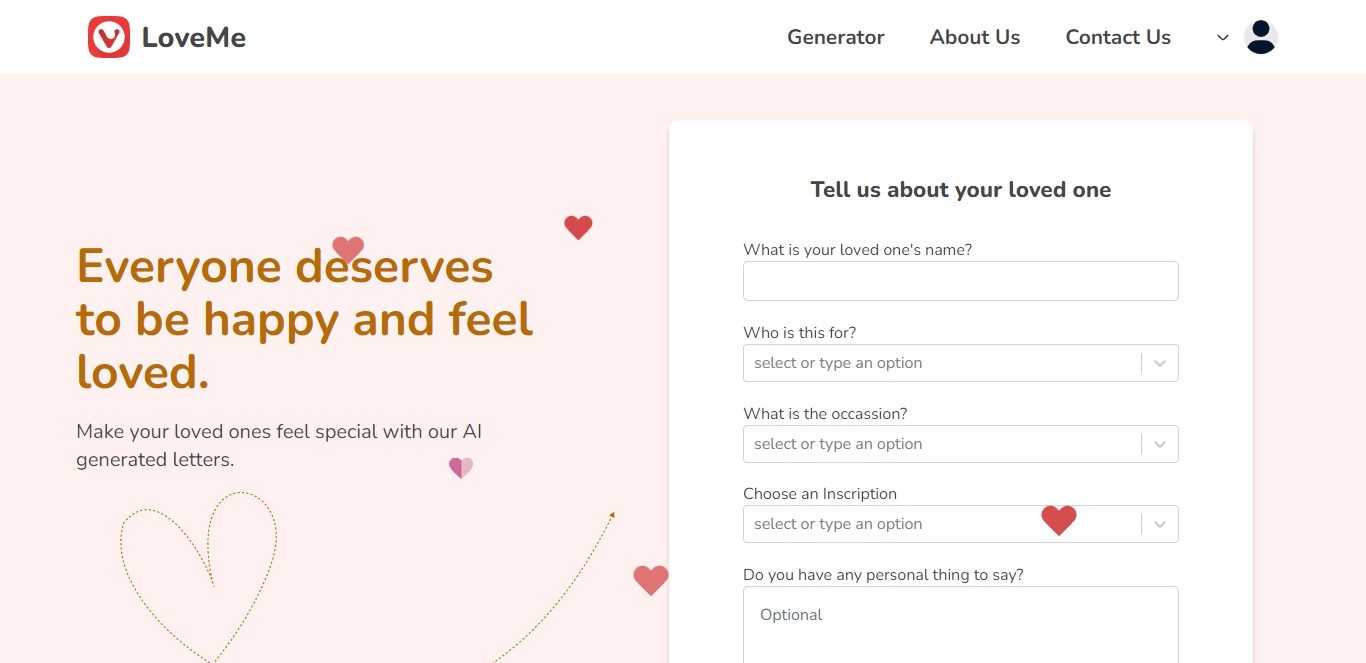 LoveMe
Generator
About Us
Contact Us
Everyone deserves
to be happy and feel
loved.
Make your loved ones feel special with our AI
generated letters.
Tell us about your loved one
What is your loved one's name?
Who is this for?
select or type an option
What is the occassion?
select or type an option
Choose an Inscription
select or type an option
Do you have any personal thing to say?
Optional